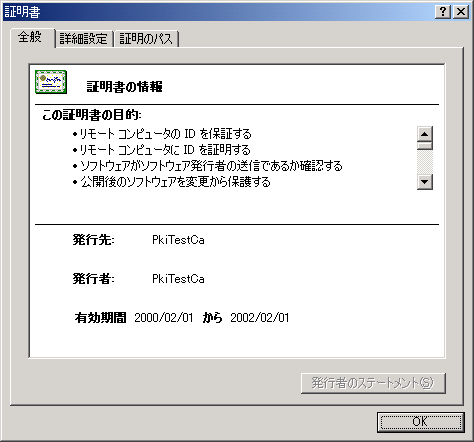 証明書
全般 詳細設定 証明のパス
証明書の情報
この証明書の目的:
•リモート コンピュータの ID を保証する
•リモート コンピュータに ID を証明する
•ソフトウェアがソフトウェア発行者の送信であるか確認する
•公開後のソフトウェアを変更から保護する
発行先: PkiTestCa
発行者: PkiTestCa
有効期間 2000/02/01 から 2002/02/01
発行者のステートメント(S)
OK